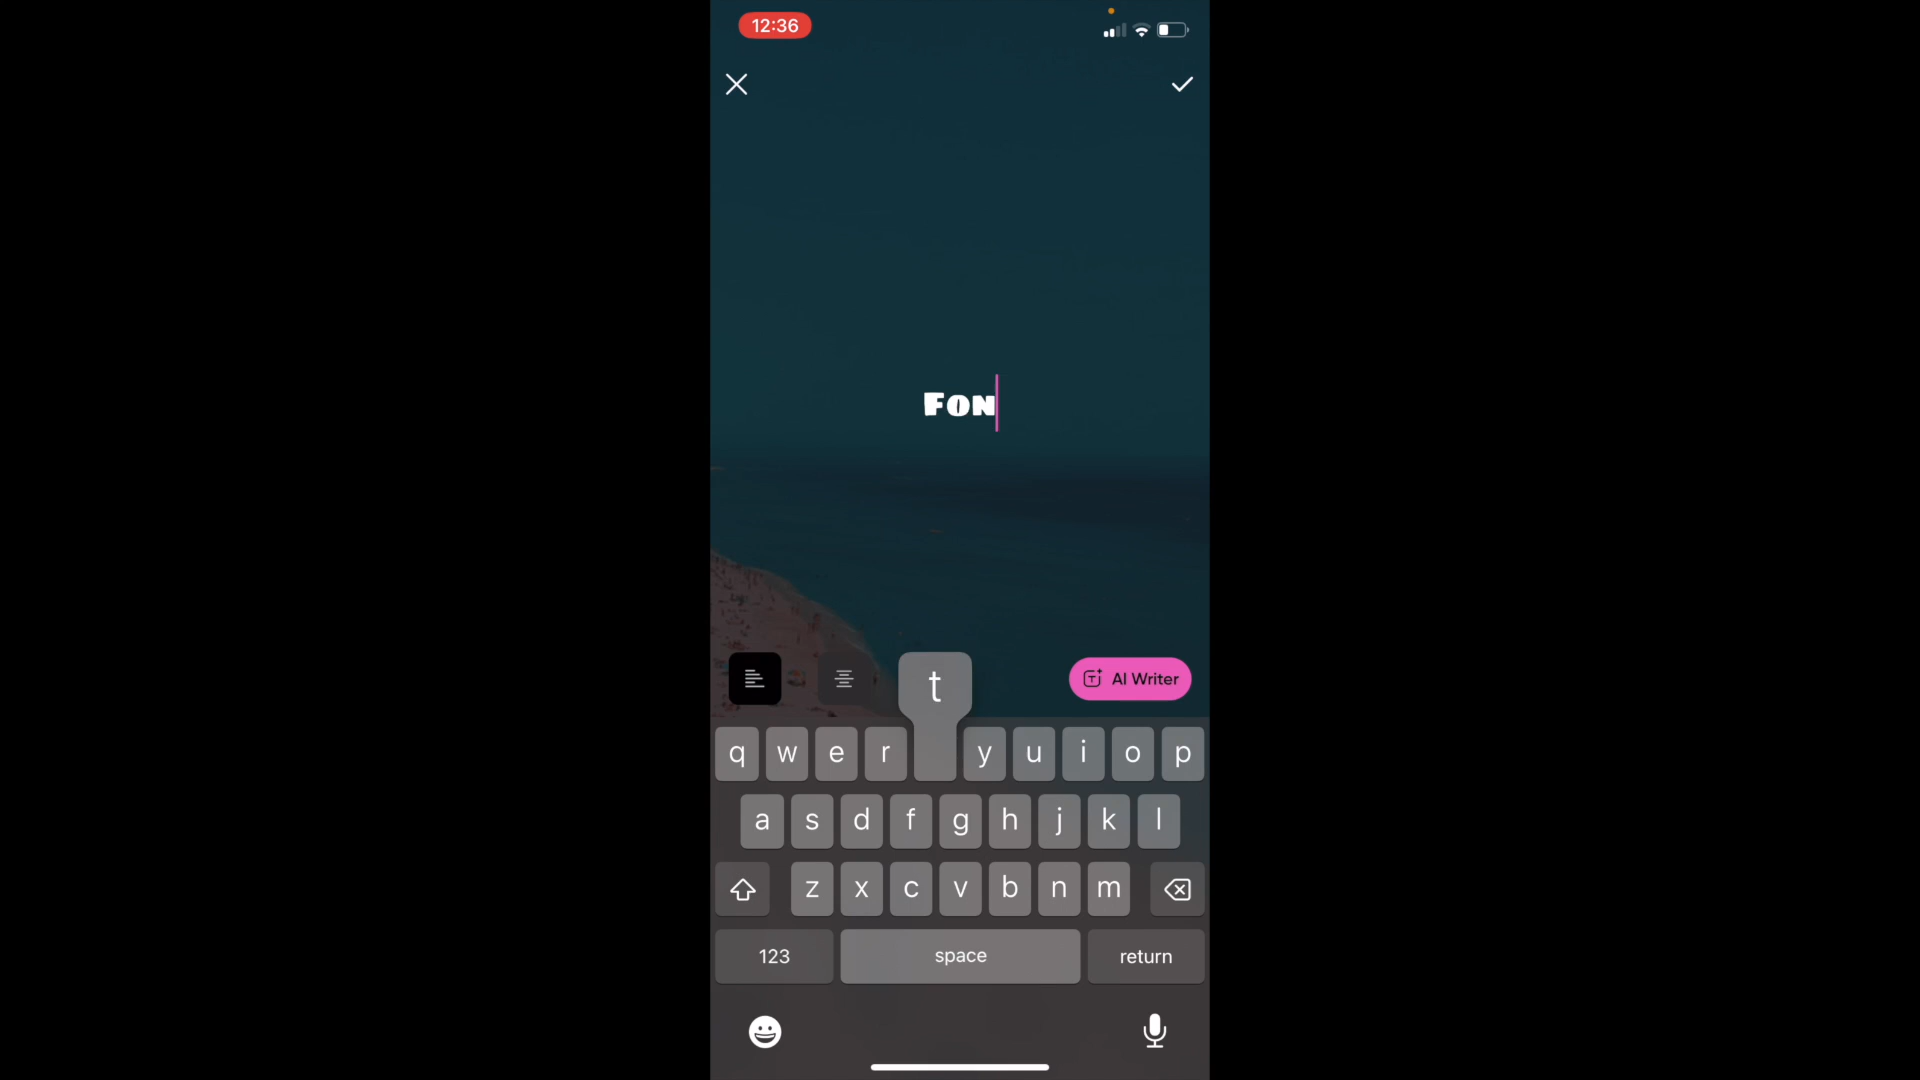 12:36
Fon
AI Writer
t
q w e r y u i o p
a s d f g h j k l
z x c v b n m
123 space return